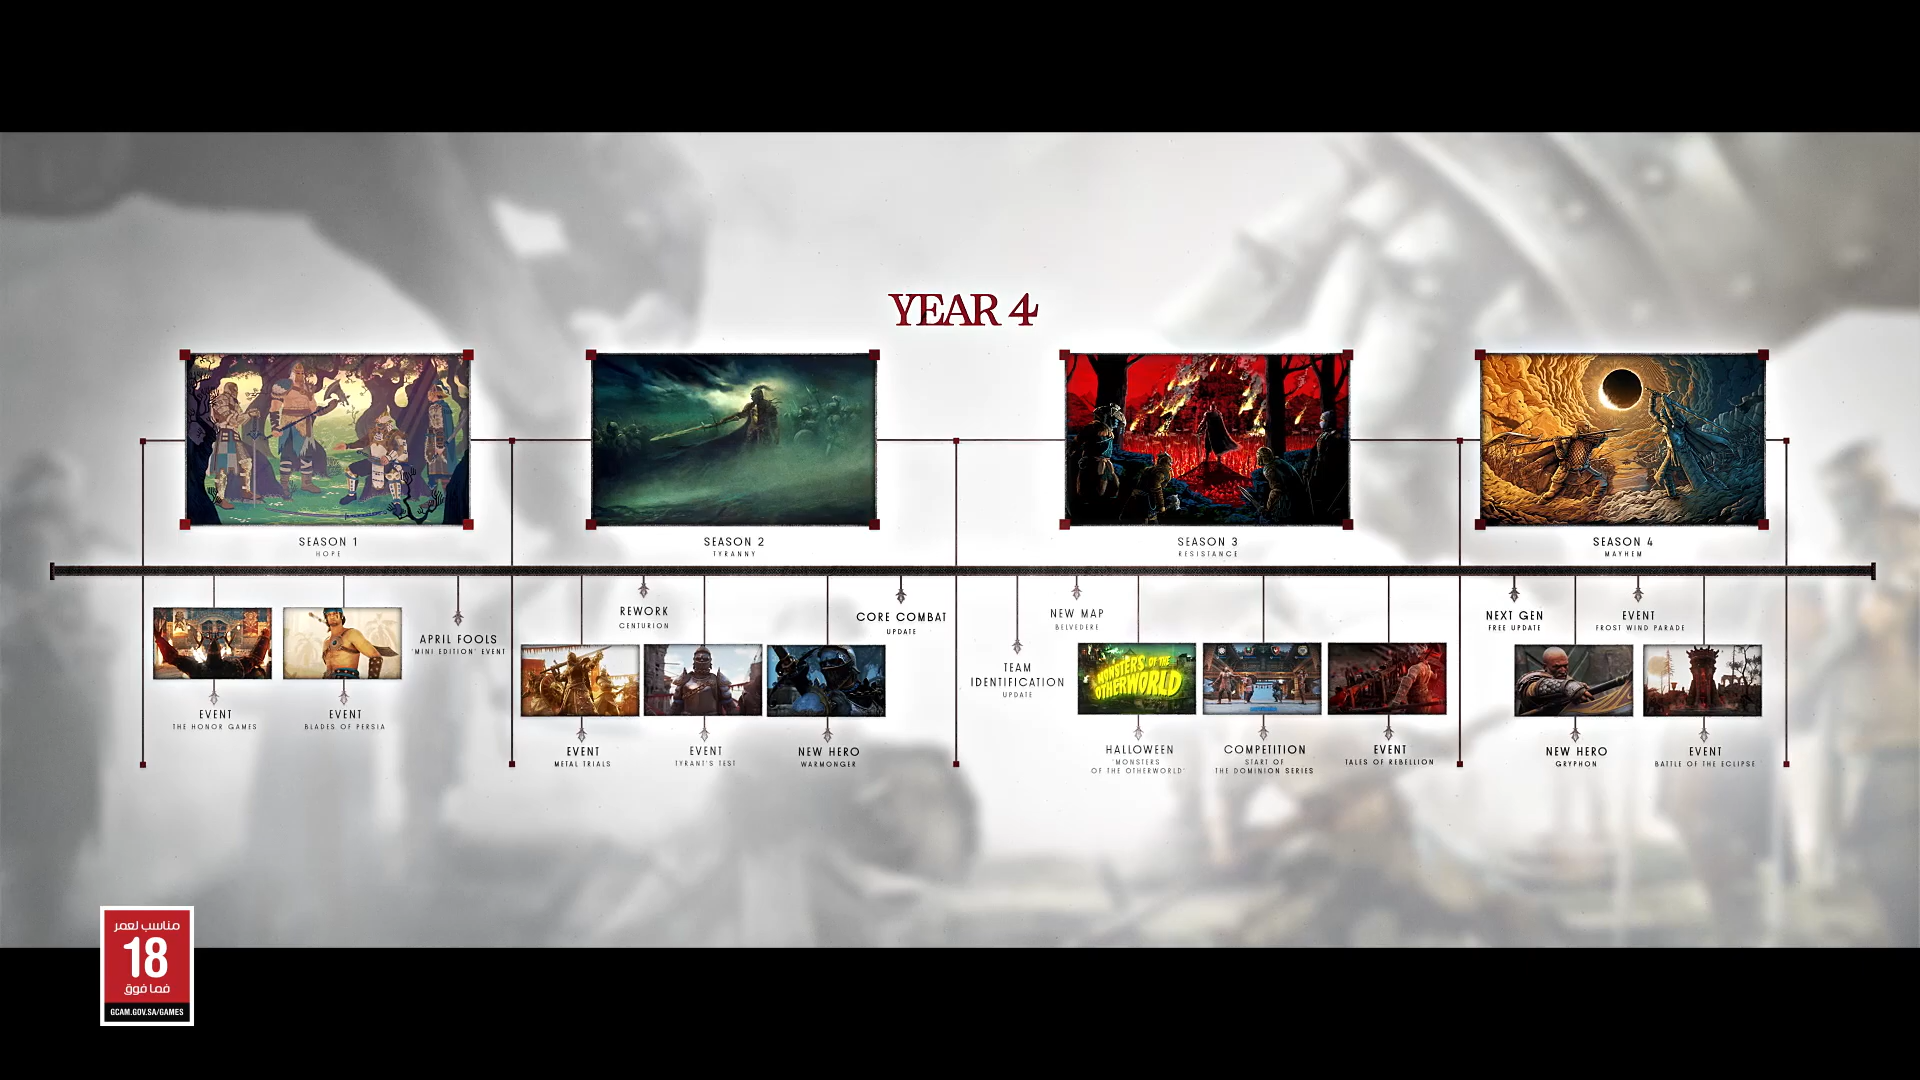 YEAR 4
SEASON 1
HOPE
SEASON 2
TYRANNY
SEASON 3
RESISTANCE
SEASON 4
MAYHEM
EVENT
THE HONOR GAMES
EVENT
BLADES OF PERSIA
APRIL FOOLS
'MINI EDITION' EVENT
EVENT
METAL TRIALS
REWORK
CENTURION
EVENT
TYRANT'S TEST
NEW HERO
WARMONGER
CORE COMBAT
UPDATE
TEAM
IDENTIFICATION
UPDATE
NEW MAP
BELVEDERE
MONSTERS OF THE
OTHERWORLD
HALLOWEEN
'MONSTERS
OF THE OTHERWORLD'
COMPETITION
START OF
THE DOMINION SERIES
EVENT
TALES OF REBELLION
NEXT GEN
FREE UPDATE
NEW HERO
GRYPHON
EVENT
FROST WIND PARADE
EVENT
BATTLE OF THE ECLIPSE
مناسب لعمر
18
فما فوق
GCAM.GOV.SA/GAMES